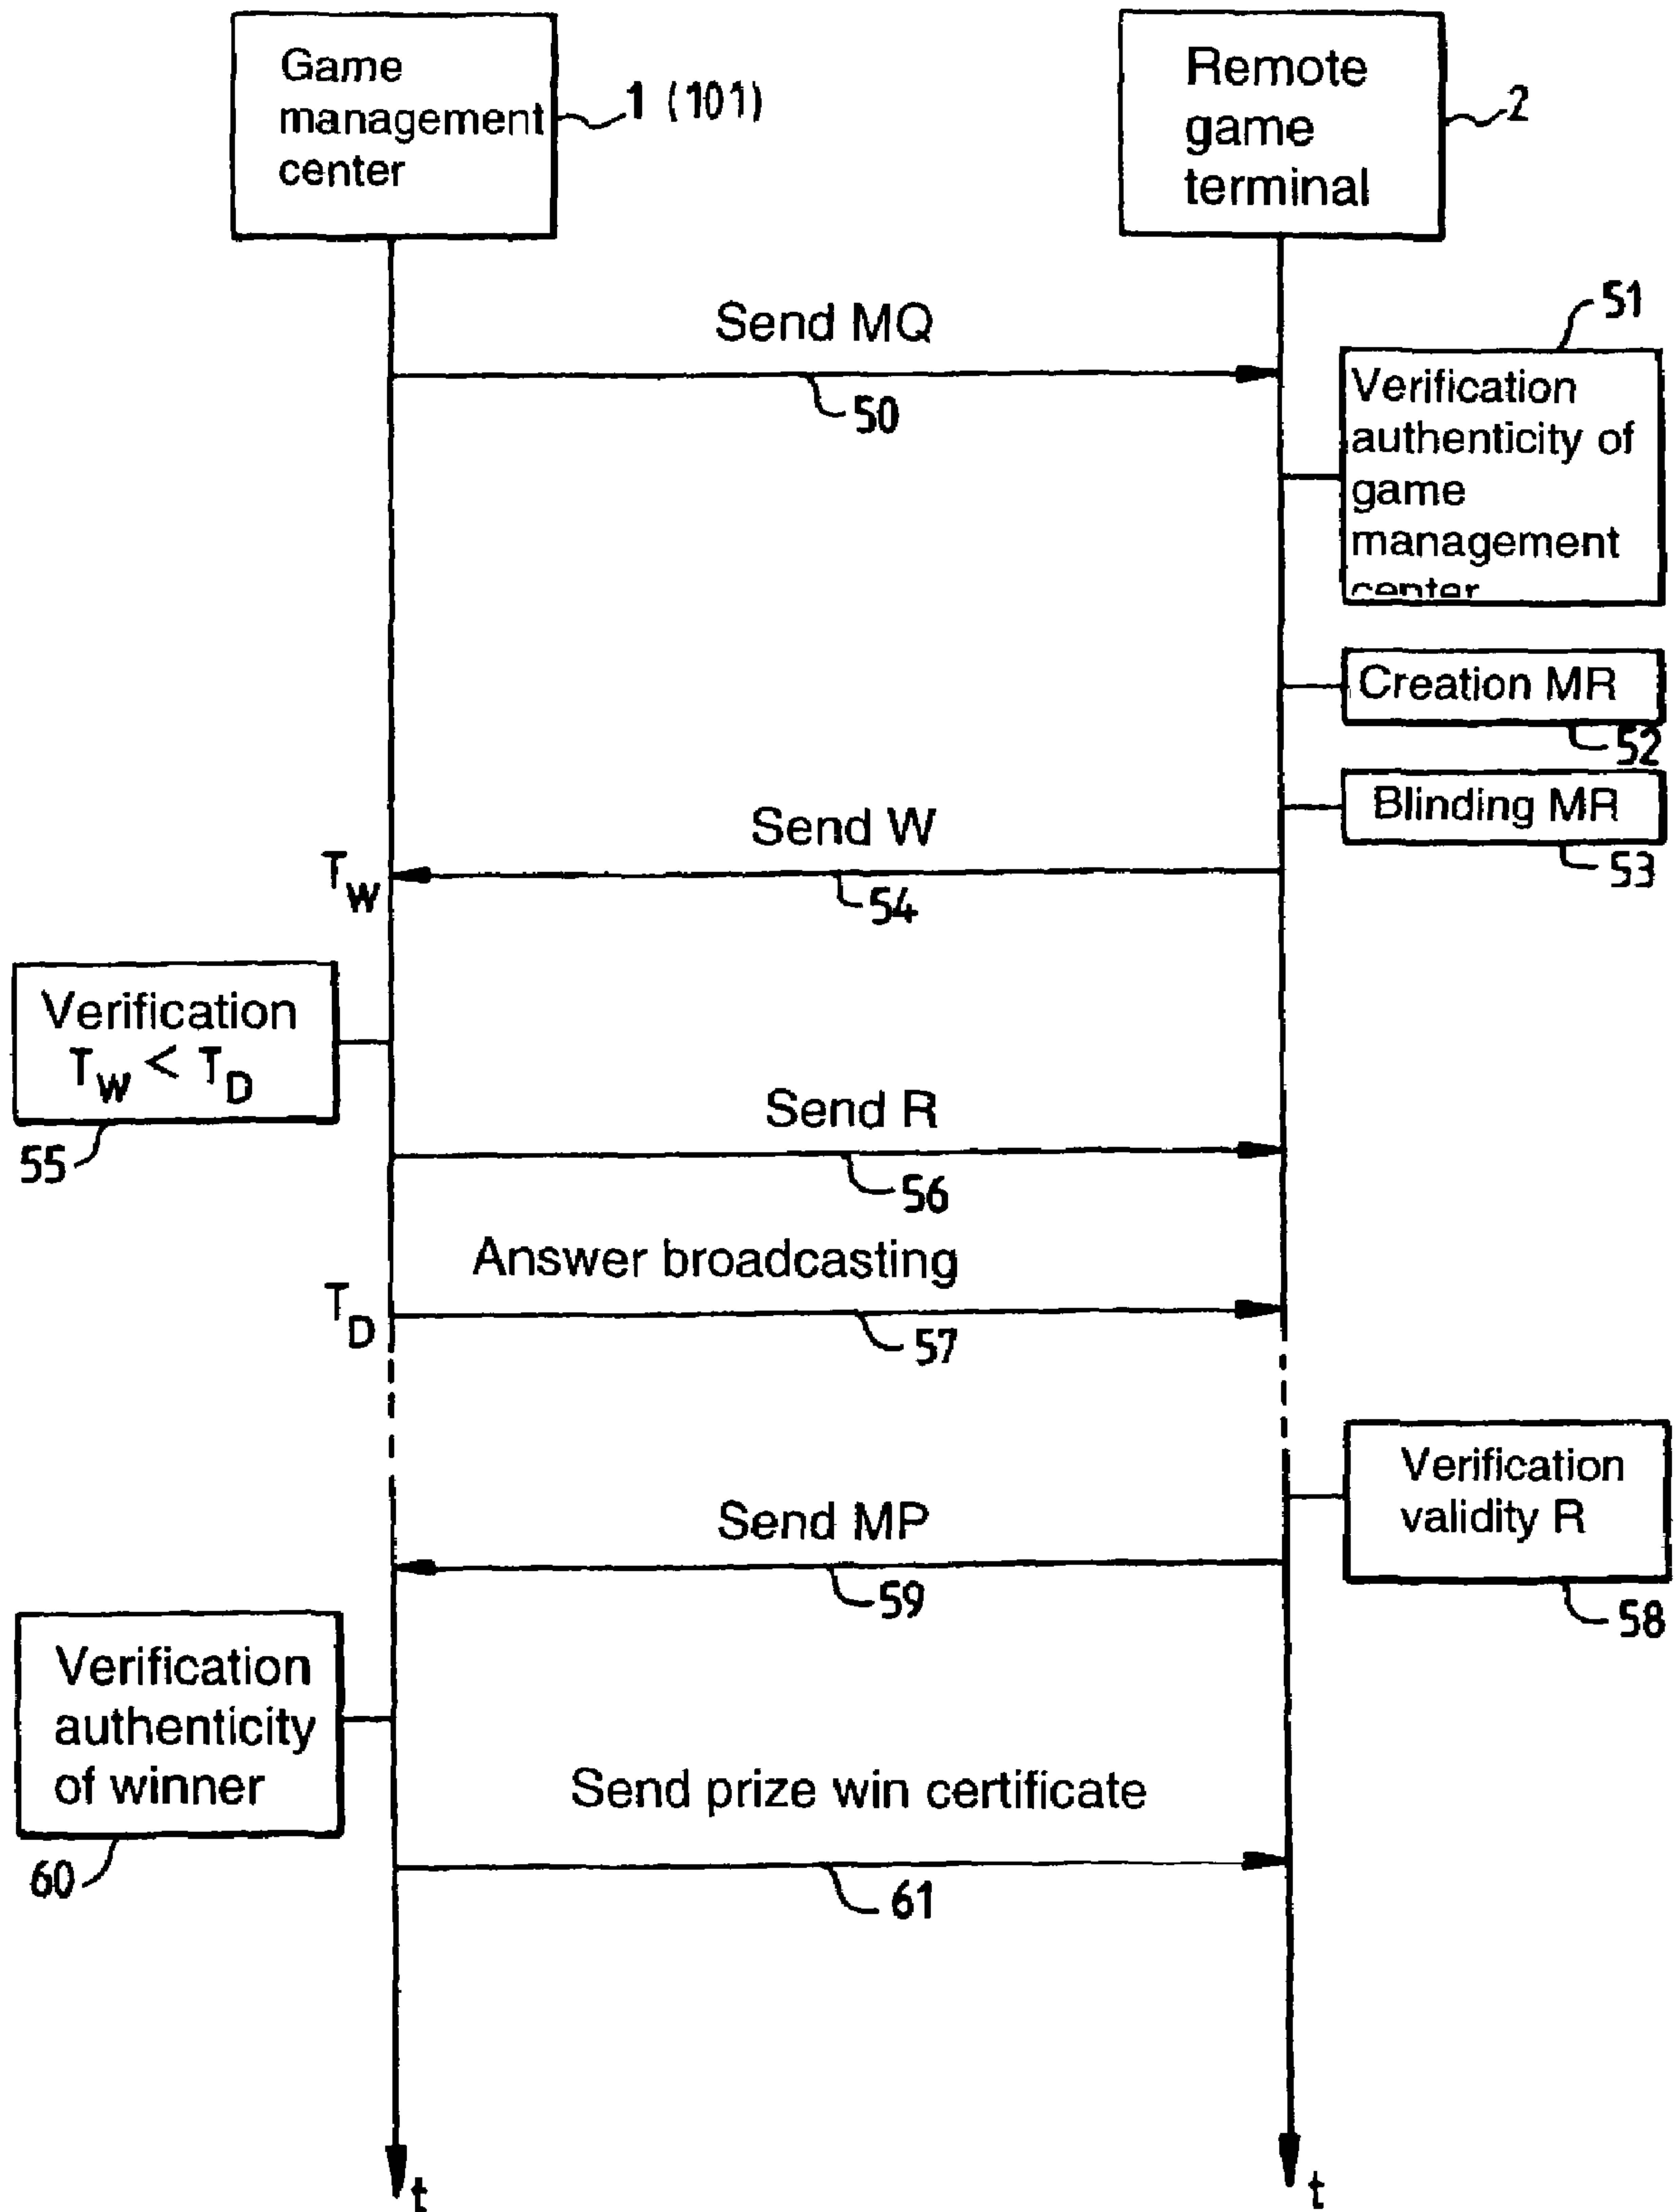 Game
management
center
1 (101)
Remote
game
terminal
2
Send MQ
50
51
Verification
authenticity of
game
management
center
Creation MR
52
Blinding MR
53
Send W
T_W
54
Verification
T_W < T_D
55
Send R
56
Answer broadcasting
T_D
57
Verification
validity R
58
Send MP
59
Verification
authenticity
of winner
60
Send prize win certificate
61
t
t